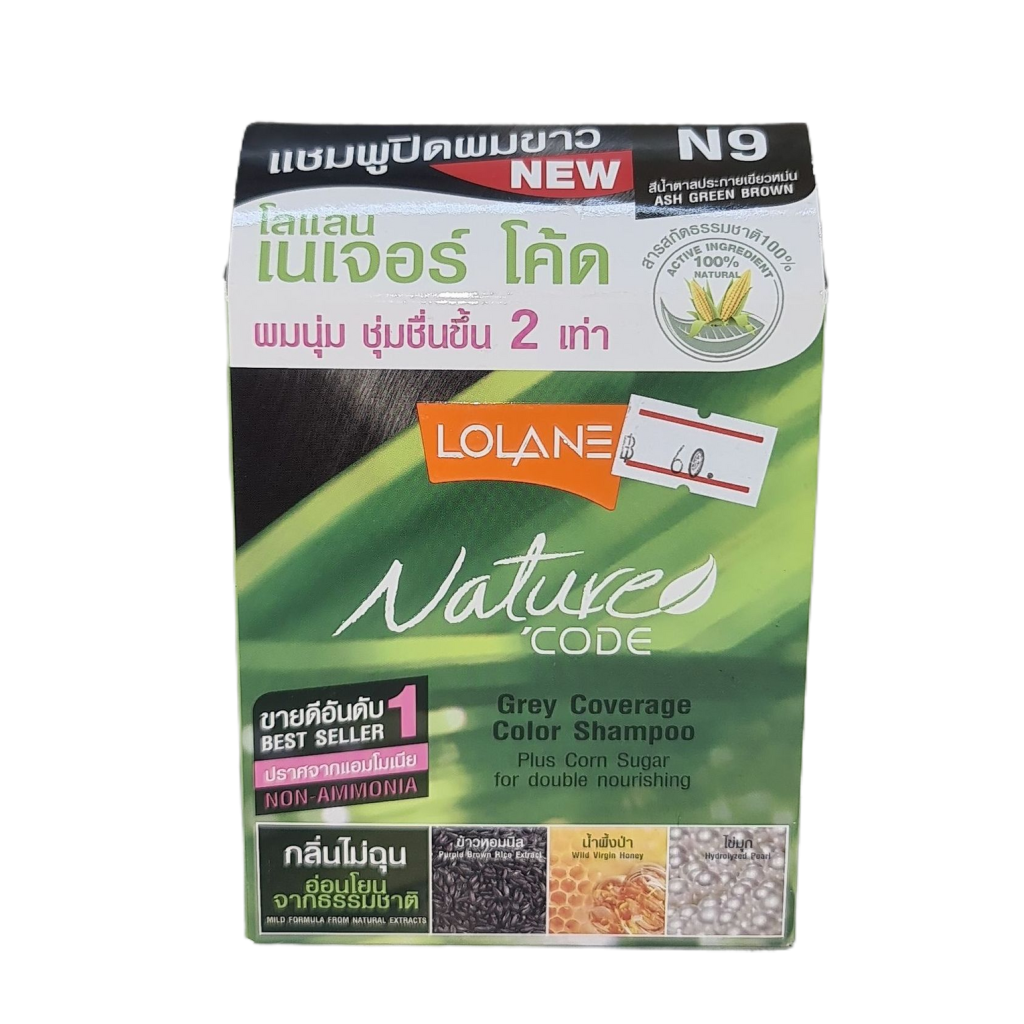 แชมพูปิดผมขาว
NEW
N9
สีน้ำตาลประกายเขียวหม่น
ASH GREEN BROWN
โลแลน
เนเจอร์ โค้ด
ผมนุ่ม ชุ่มชื่นขึ้น 2 เท่า
สารสกัดธรรมชาติ100%
ACTIVE INGREDIENT
100%
NATURAL
LOLANE
฿ 60.
Nature
'CODE
Grey Coverage
Color Shampoo
Plus Corn Sugar
for double nourishing
ขายดีอันดับ 1
BEST SELLER
ปราศจากแอมโมเนีย
NON-AMMONIA
กลิ่นไม่ฉุน
อ่อนโยน
จากธรรมชาติ
MILD FORMULA FROM NATURAL EXTRACTS
ข้าวหอมนิล
Purple Brown Rice Extract
น้ำผึ้งป่า
Wild Virgin Honey
ไข่มุก
Hydrolyzed Pearl